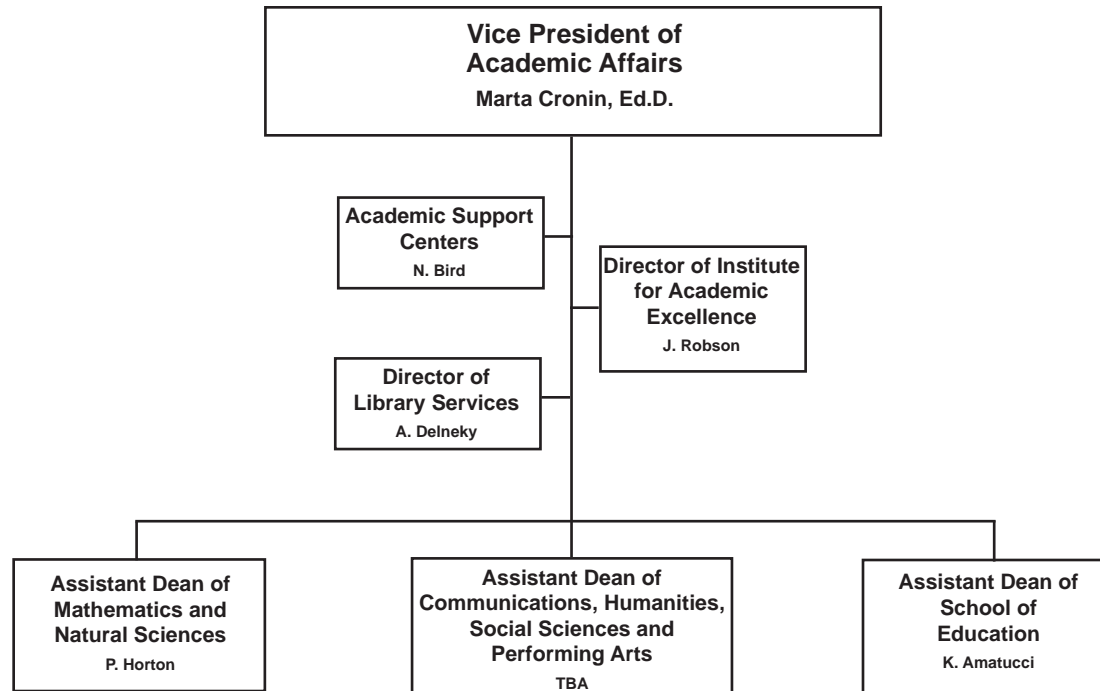 Vice President of
Academic Affairs
Marta Cronin, Ed.D.
Academic Support
Centers
N. Bird
Director of Institute
for Academic
Excellence
J. Robson
Director of
Library Services
A. Delneky
Assistant Dean of
Mathematics and
Natural Sciences
P. Horton
Assistant Dean of
Communications, Humanities,
Social Sciences and
Performing Arts
TBA
Assistant Dean of
School of
Education
K. Amatucci